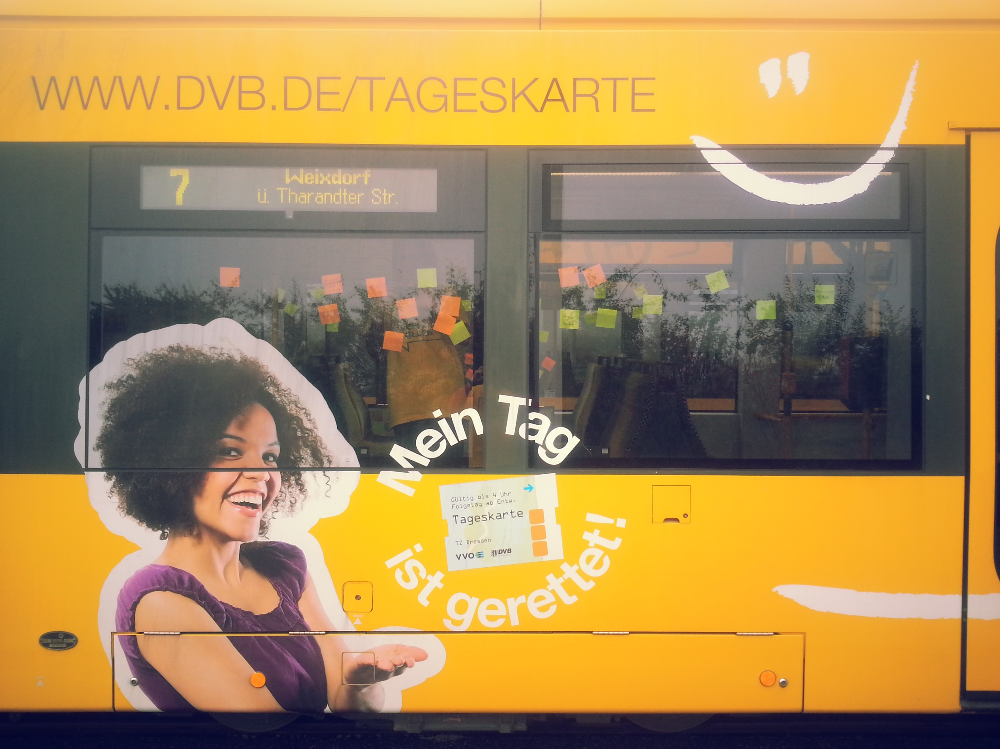 WWW.DVB.DE/TAGESKARTE
7 Weixdorf
ü. Tharandter Str.
Mein Tag
Gültig bis 4 Uhr
Folgetag ab Entw.
Tageskarte
TZ Dresden
VVO DVB
ist gerettet!